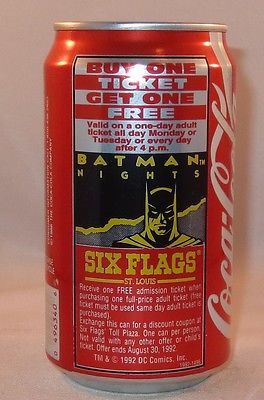 BUY ONE
TICKET
GET ONE
FREE
Valid on a one-day adult
ticket all day Monday or
Tuesday or every day
after 4 p.m.
BATMAN™
NIGHTS
SIX FLAGS®
ST. LOUIS
Receive one FREE admission ticket when
purchasing one full-price adult ticket (free
ticket must be used same day adult ticket is
purchased).
Exchange this can for a discount coupon at
Six Flags' Toll Plaza. One can per person.
Not valid with any other offer or child's
ticket. Offer ends August 30, 1992.
TM & © 1992 DC Comics, Inc.
Coca-Cola